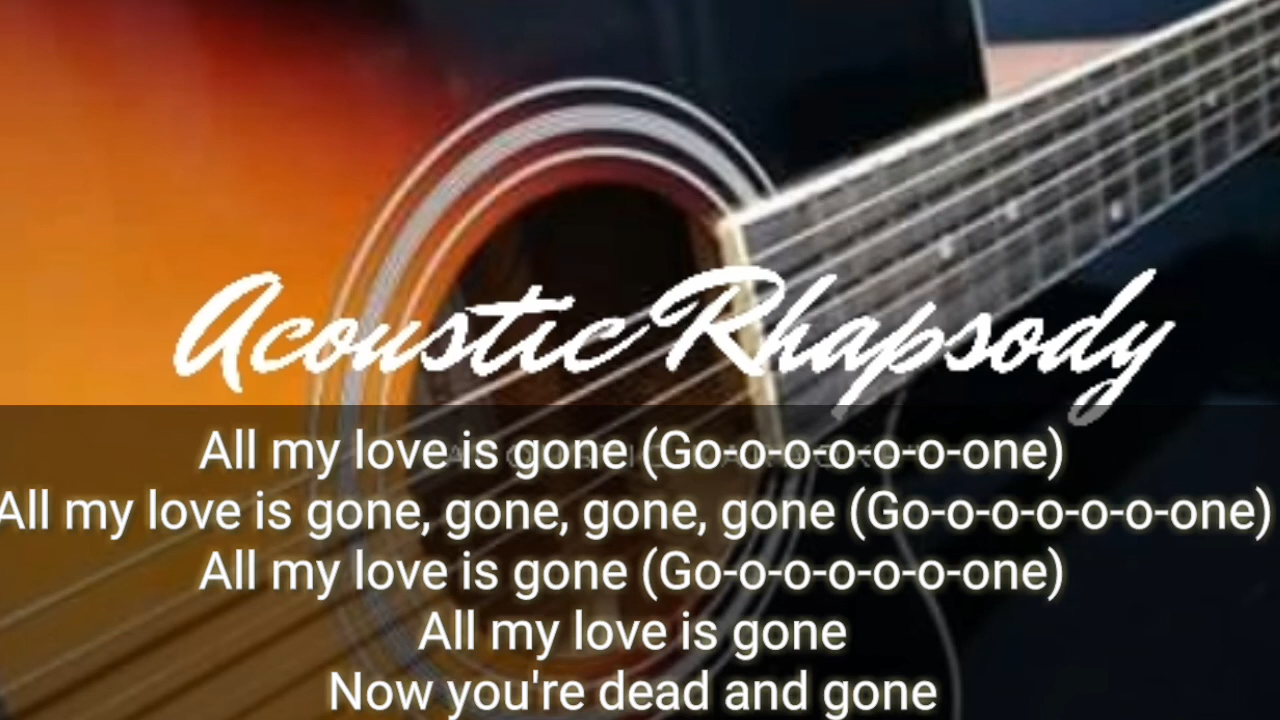 Acoustic Rhapsody
All my love is gone (Go-o-o-o-o-o-one)
All my love is gone, gone, gone, gone (Go-o-o-o-o-o-one)
All my love is gone (Go-o-o-o-o-o-one)
All my love is gone
Now you're dead and gone